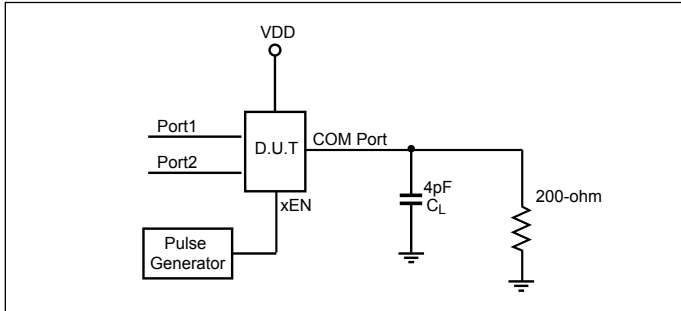 VDD
Port1
D.U.T
COM Port
Port2
4pF
CL
200-ohm
xEN
Pulse
Generator